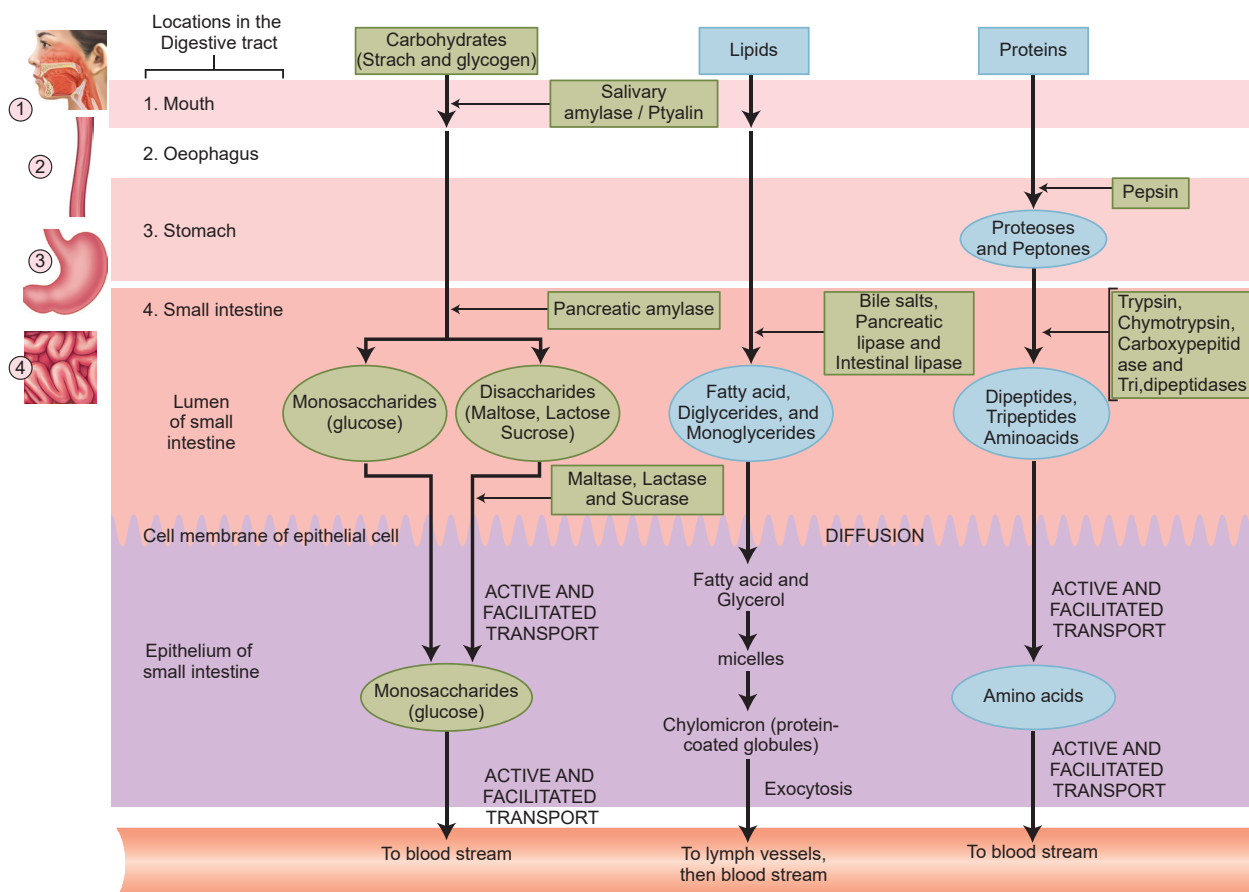 Locations in the
Digestive tract
Carbohydrates
(Strach and glycogen)
Lipids
Proteins
1
1. Mouth
Salivary
amylase / Ptyalin
2
2. Oeophagus
Pepsin
3
3. Stomach
Proteoses
and Peptones
4
4. Small intestine
Pancreatic amylase
Bile salts,
Pancreatic
lipase and
Intestinal lipase
Trypsin,
Chymotrypsin,
Carboxypepitid
ase and
Tri,dipeptidases
Lumen
of small
intestine
Monosaccharides
(glucose)
Disaccharides
(Maltose, Lactose
Sucrose)
Fatty acid,
Diglycerides, and
Monoglycerides
Dipeptides,
Tripeptides
Aminoacids
Maltase, Lactase
and Sucrase
Cell membrane of epithelial cell
DIFFUSION
ACTIVE AND
FACILITATED
TRANSPORT
Fatty acid and
Glycerol
ACTIVE AND
FACILITATED
TRANSPORT
Epithelium of
small intestine
micelles
Monosaccharides
(glucose)
Amino acids
Chylomicron (protein-
coated globules)
ACTIVE AND
FACILITATED
TRANSPORT
Exocytosis
ACTIVE AND
FACILITATED
TRANSPORT
To blood stream
To lymph vessels,
then blood stream
To blood stream